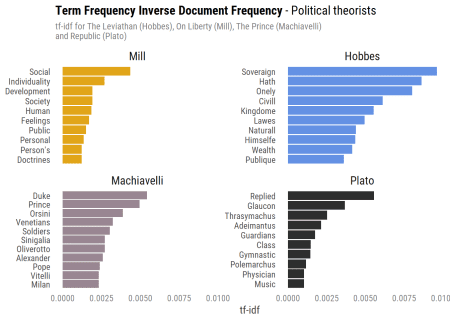 Term Frequency Inverse Document Frequency - Political theorists
tf-idf for The Leviathan (Hobbes), On Liberty (Mill), The Prince (Machiavelli)
and Republic (Plato)
Mill
Social
Individuality
Development
Society
Human
Feelings
Public
Personal
Person's
Doctrines
Hobbes
Soveraign
Hath
Onely
Civill
Kingdome
Lawes
Naturall
Himselfe
Wealth
Publique
Machiavelli
Duke
Prince
Orsini
Venetians
Soldiers
Sinigalia
Oliverotto
Alexander
Pope
Vitelli
Milan
0.0000 0.0025 0.0050 0.0075 0.0100
Plato
Replied
Glaucon
Thrasymachus
Adeimantus
Guardians
Class
Gymnastic
Polemarchus
Physician
Music
0.0000 0.0025 0.0050 0.0075 0.010
tf-idf